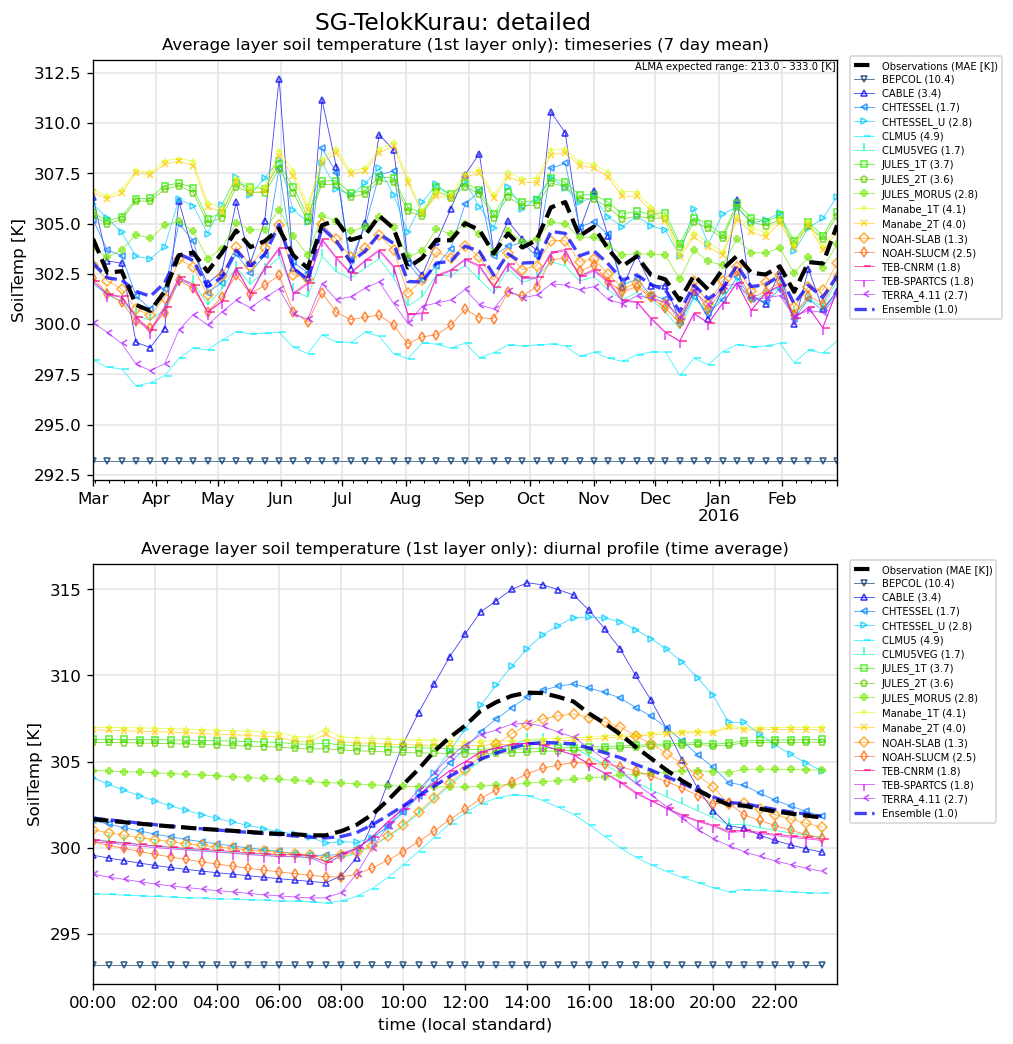 SG-TelokKurau: detailed
Average layer soil temperature (1st layer only): timeseries (7 day mean)
ALMA expected range: 213.0 - 333.0 [K]
SoilTemp [K]
312.5
310.0
307.5
305.0
302.5
300.0
297.5
295.0
292.5
Mar Apr May Jun Jul Aug Sep Oct Nov Dec Jan Feb
2016
Observations (MAE [K])
BEPCOL (10.4)
CABLE (3.4)
CHTESSEL (1.7)
CHTESSEL_U (2.8)
CLMU5 (4.9)
CLMU5VEG (1.7)
JULES_1T (3.7)
JULES_2T (3.6)
JULES_MORUS (2.8)
Manabe_1T (4.1)
Manabe_2T (4.0)
NOAH-SLAB (1.3)
NOAH-SLUCM (2.5)
TEB-CNRM (1.8)
TEB-SPARTCS (1.8)
TERRA_4.11 (2.7)
Ensemble (1.0)
Average layer soil temperature (1st layer only): diurnal profile (time average)
SoilTemp [K]
315
310
305
300
295
00:00 02:00 04:00 06:00 08:00 10:00 12:00 14:00 16:00 18:00 20:00 22:00
time (local standard)
Observation (MAE [K])
BEPCOL (10.4)
CABLE (3.4)
CHTESSEL (1.7)
CHTESSEL_U (2.8)
CLMU5 (4.9)
CLMU5VEG (1.7)
JULES_1T (3.7)
JULES_2T (3.6)
JULES_MORUS (2.8)
Manabe_1T (4.1)
Manabe_2T (4.0)
NOAH-SLAB (1.3)
NOAH-SLUCM (2.5)
TEB-CNRM (1.8)
TEB-SPARTCS (1.8)
TERRA_4.11 (2.7)
Ensemble (1.0)